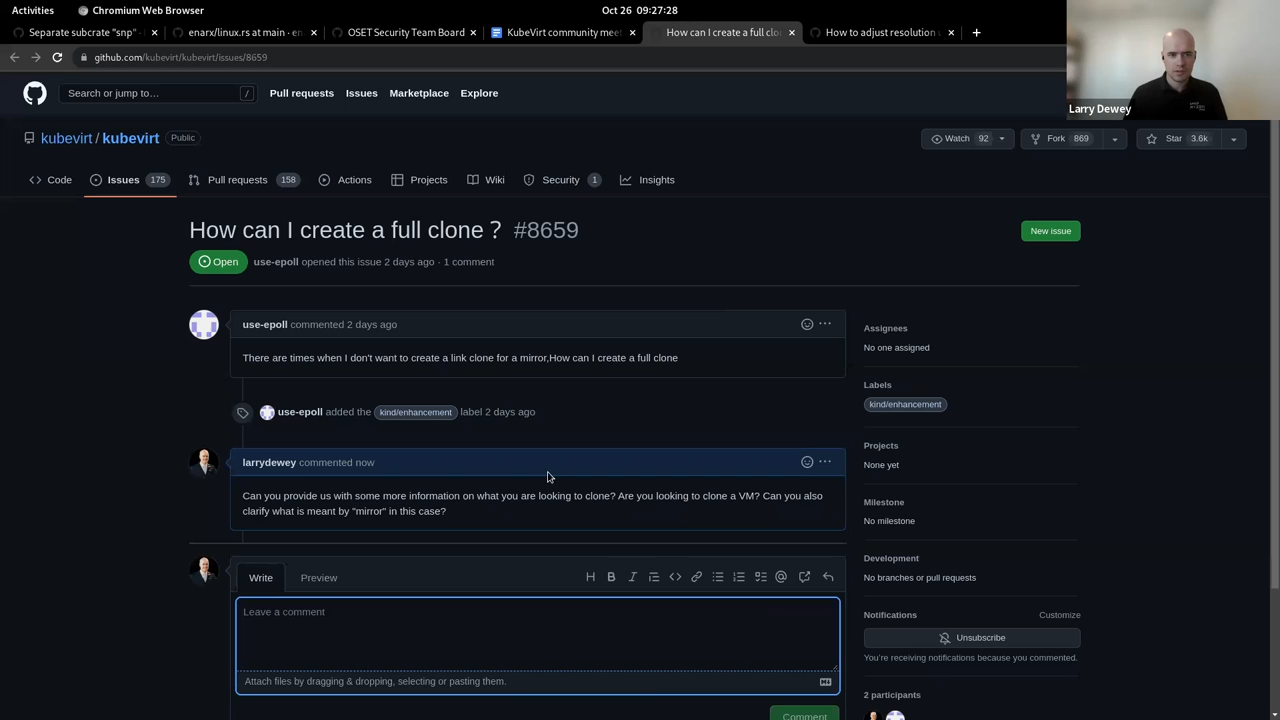 Activities
Chromium Web Browser
Oct 26 09:27:28
Separate subcrate "snp" ·
enarx/linux.rs at main · en
OSET Security Team Board
KubeVirt community mee
How can I create a full clo
How to adjust resolution
github.com/kubevirt/kubevirt/issues/8659
Larry Dewey
Search or jump to…
/
Pull requests
Issues
Marketplace
Explore
kubevirt / kubevirt
Public
Watch 92
Fork 869
Star 3.6k
Code
Issues 175
Pull requests 158
Actions
Projects
Wiki
Security 1
Insights
How can I create a full clone？ #8659
New issue
Open
use-epoll opened this issue 2 days ago · 1 comment
use-epoll commented 2 days ago
There are times when I don't want to create a link clone for a mirror,How can I create a full clone
use-epoll added the kind/enhancement label 2 days ago
larrydewey commented now
Can you provide us with some more information on what you are looking to clone? Are you looking to clone a VM? Can you also
clarify what is meant by "mirror" in this case?
Write
Preview
Leave a comment
Attach files by dragging & dropping, selecting or pasting them.
Comment
Assignees
No one assigned
Labels
kind/enhancement
Projects
None yet
Milestone
No milestone
Development
No branches or pull requests
Notifications
Customize
Unsubscribe
You're receiving notifications because you commented.
2 participants